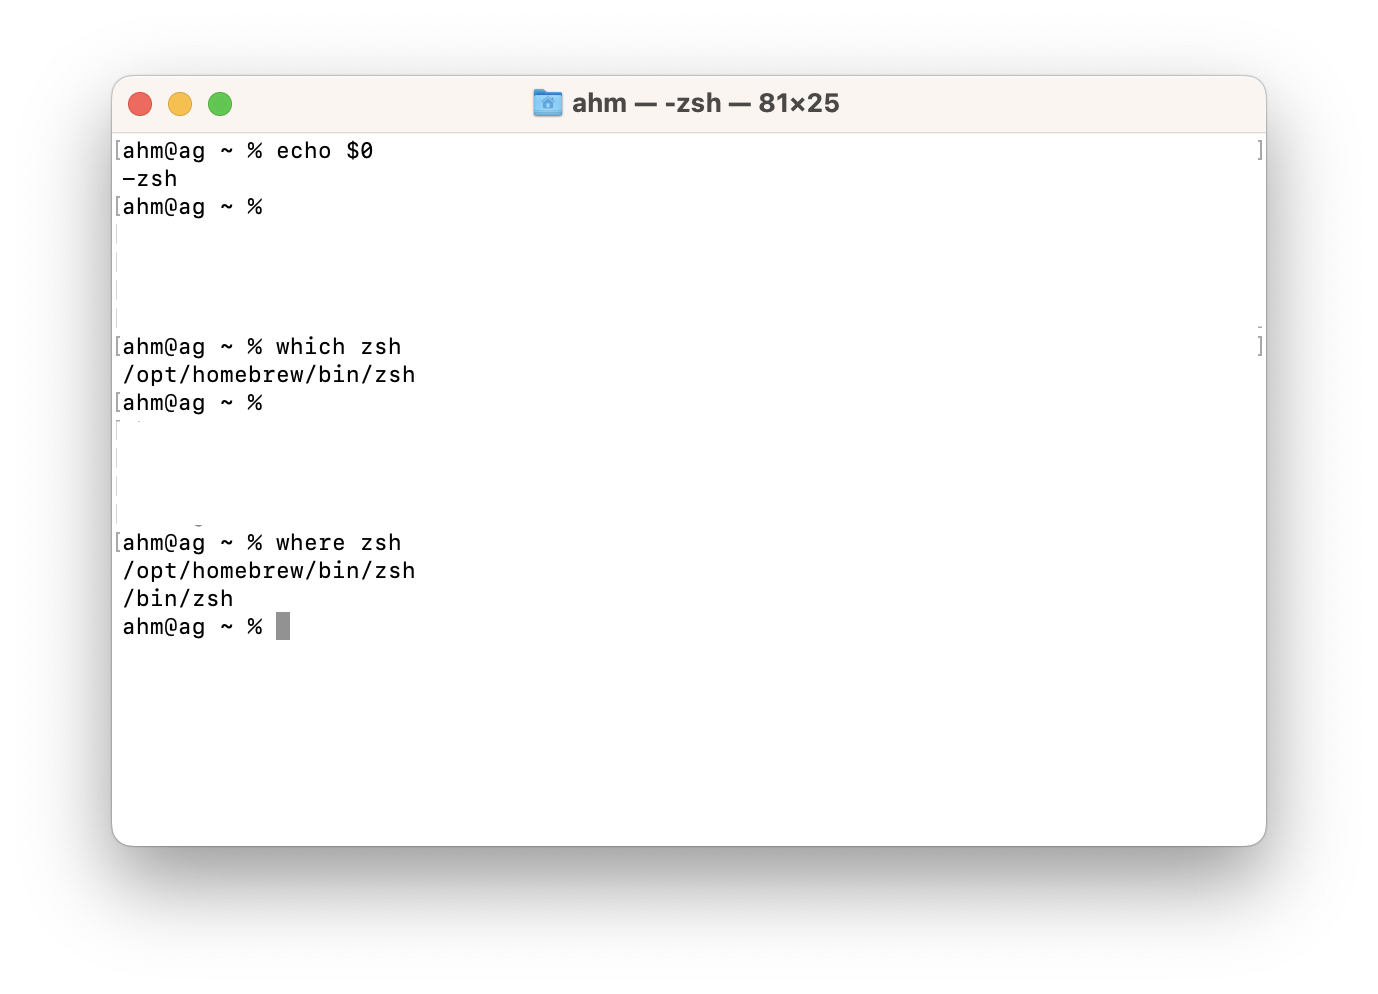 ahm — -zsh — 81×25
[ahm@ag ~ % echo $0 ]
-zsh
[ahm@ag ~ %
[ahm@ag ~ % which zsh ]
/opt/homebrew/bin/zsh
[ahm@ag ~ %
[ahm@ag ~ % where zsh
/opt/homebrew/bin/zsh
/bin/zsh
ahm@ag ~ %